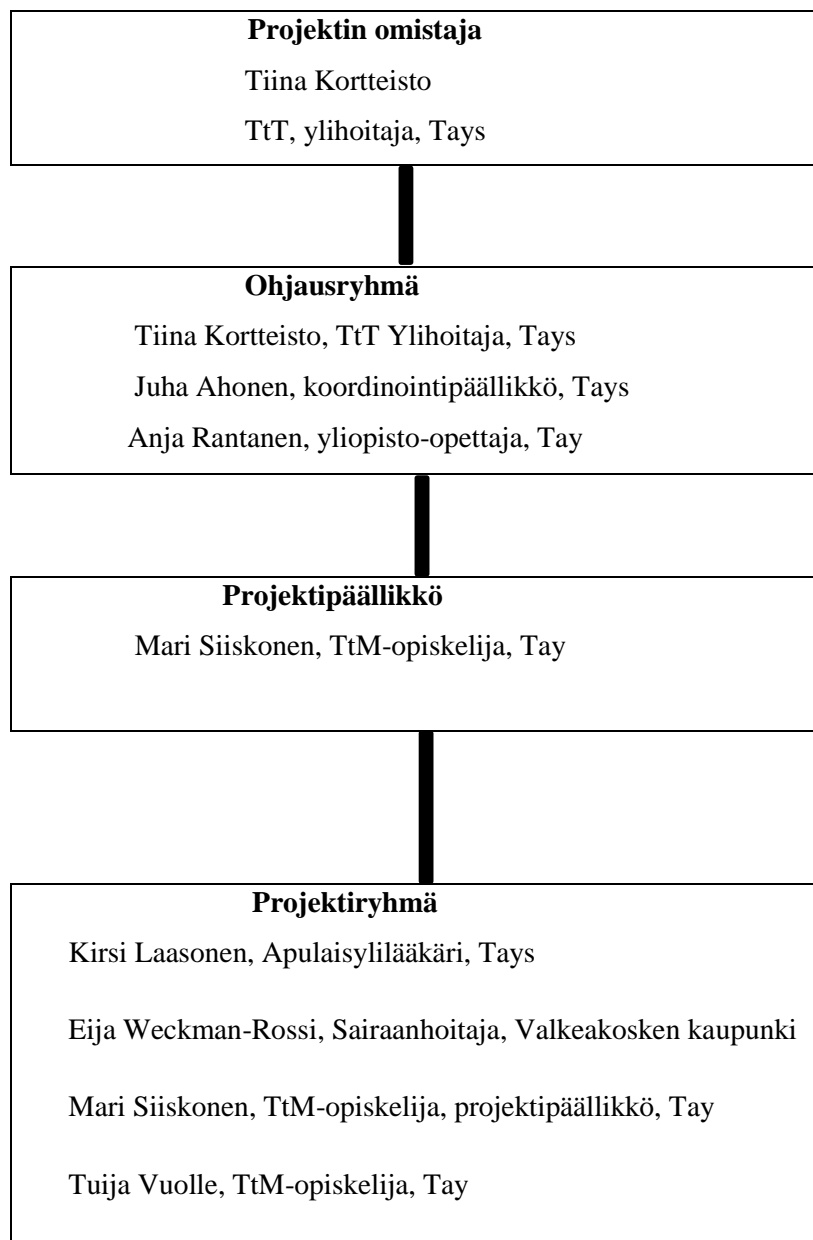 Projektin omistaja
Tiina Kortteisto
TtT, ylihoitaja, Tays
Ohjausryhmä
Tiina Kortteisto, TtT Ylihoitaja, Tays
Juha Ahonen, koordinointipäällikkö, Tays
Anja Rantanen, yliopisto-opettaja, Tay
Projektipäällikkö
Mari Siiskonen, TtM-opiskelija, Tay
Projektiryhmä
Kirsi Laasonen, Apulaisylilääkäri, Tays
Eija Weckman-Rossi, Sairaanhoitaja, Valkeakosken kaupunki
Mari Siiskonen, TtM-opiskelija, projektipäällikkö, Tay
Tuija Vuolle, TtM-opiskelija, Tay